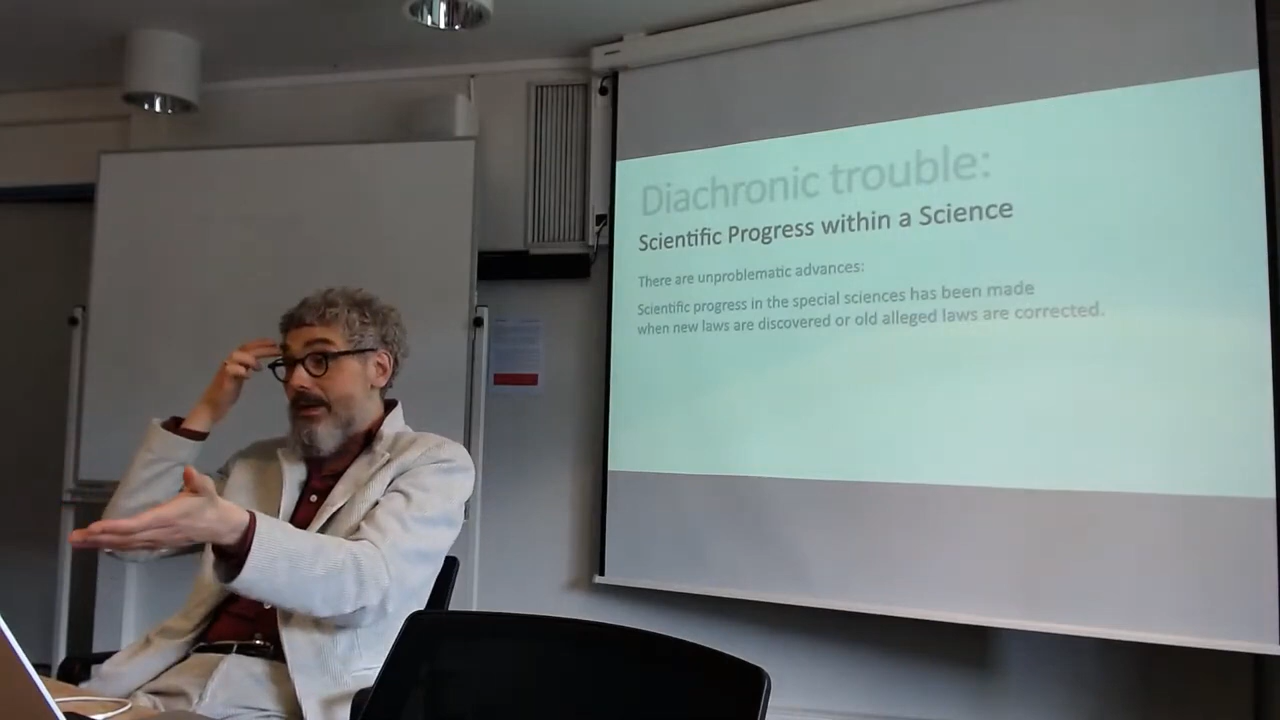 Diachronic trouble:
Scientific Progress within a Science
There are unproblematic advances:
Scientific progress in the special sciences has been made
when new laws are discovered or old alleged laws are corrected.